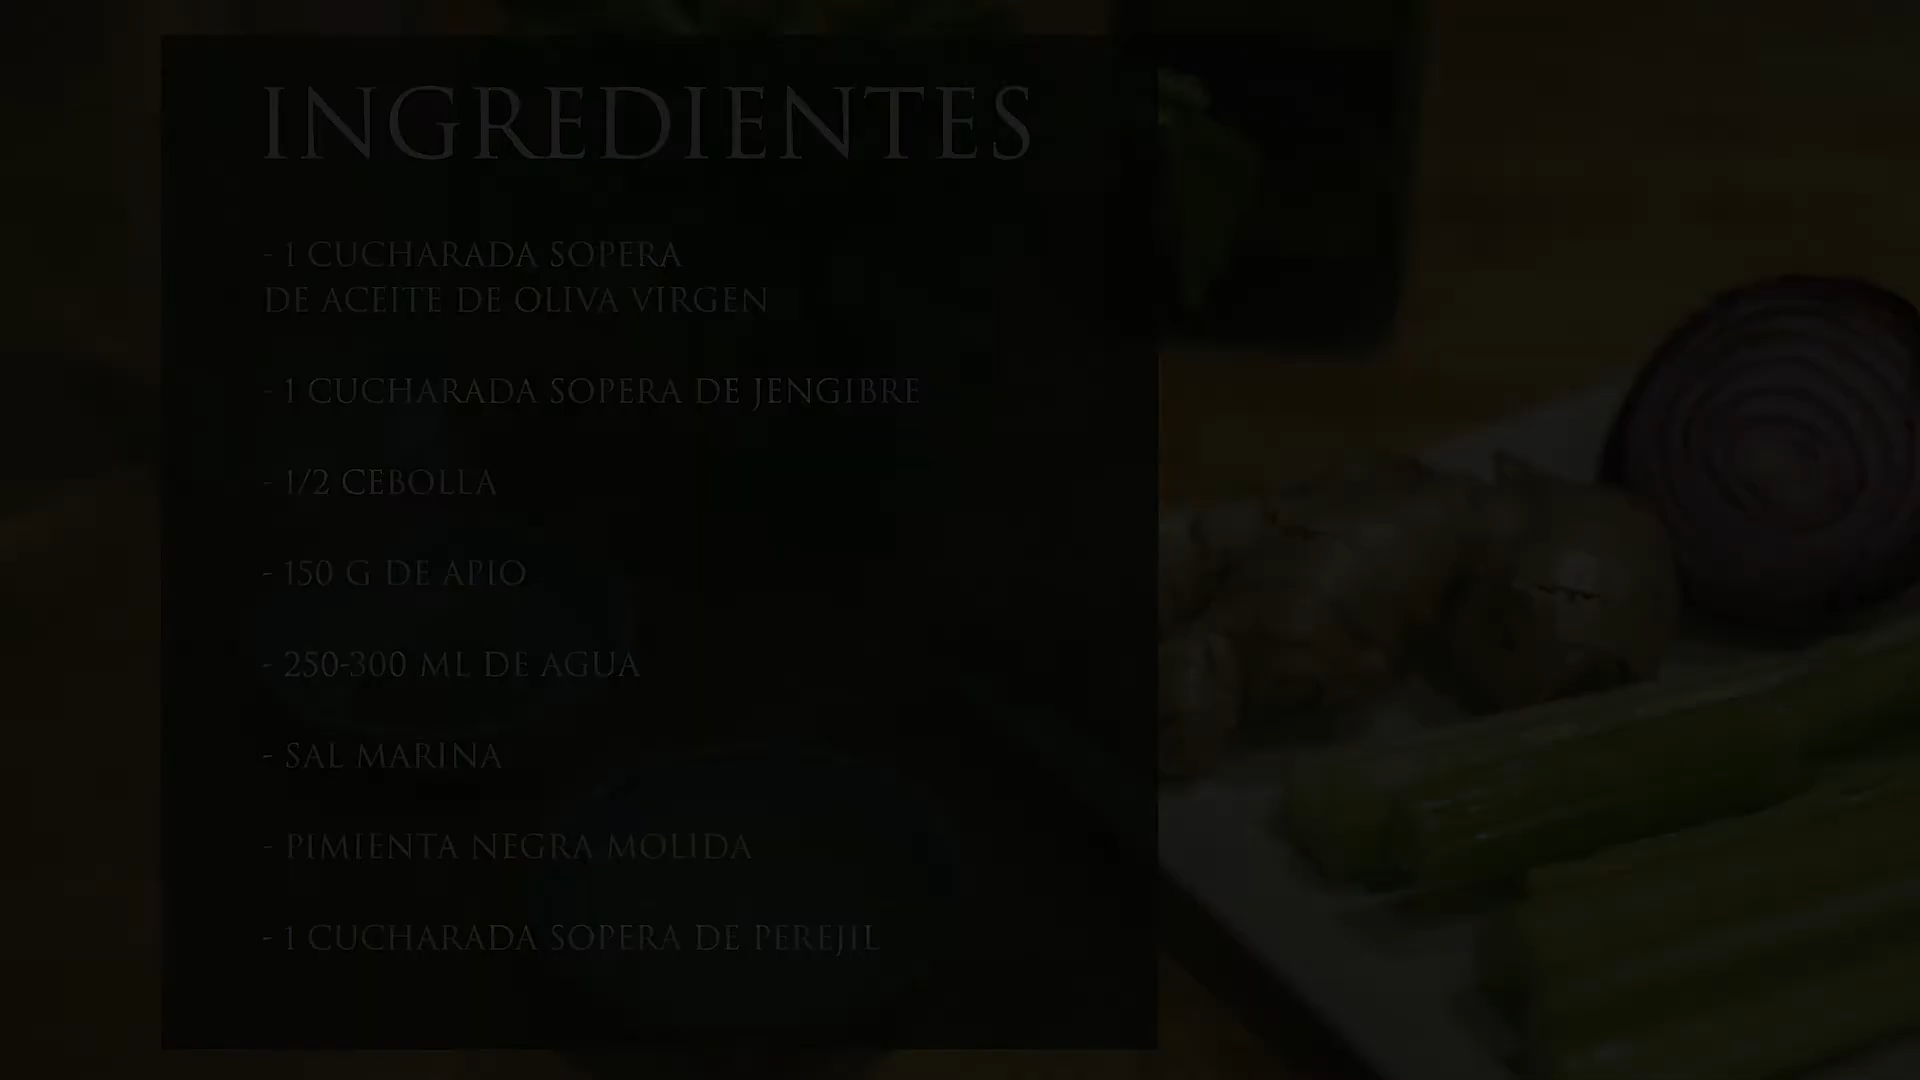 INGREDIENTES
- 1 CUCHARADA SOPERA
DE ACEITE DE OLIVA VIRGEN
- 1 CUCHARADA SOPERA DE JENGIBRE
- 1/2 CEBOLLA
- 150 G DE APIO
- 250-300 ML DE AGUA
- SAL MARINA
- PIMIENTA NEGRA MOLIDA
- 1 CUCHARADA SOPERA DE PEREJIL